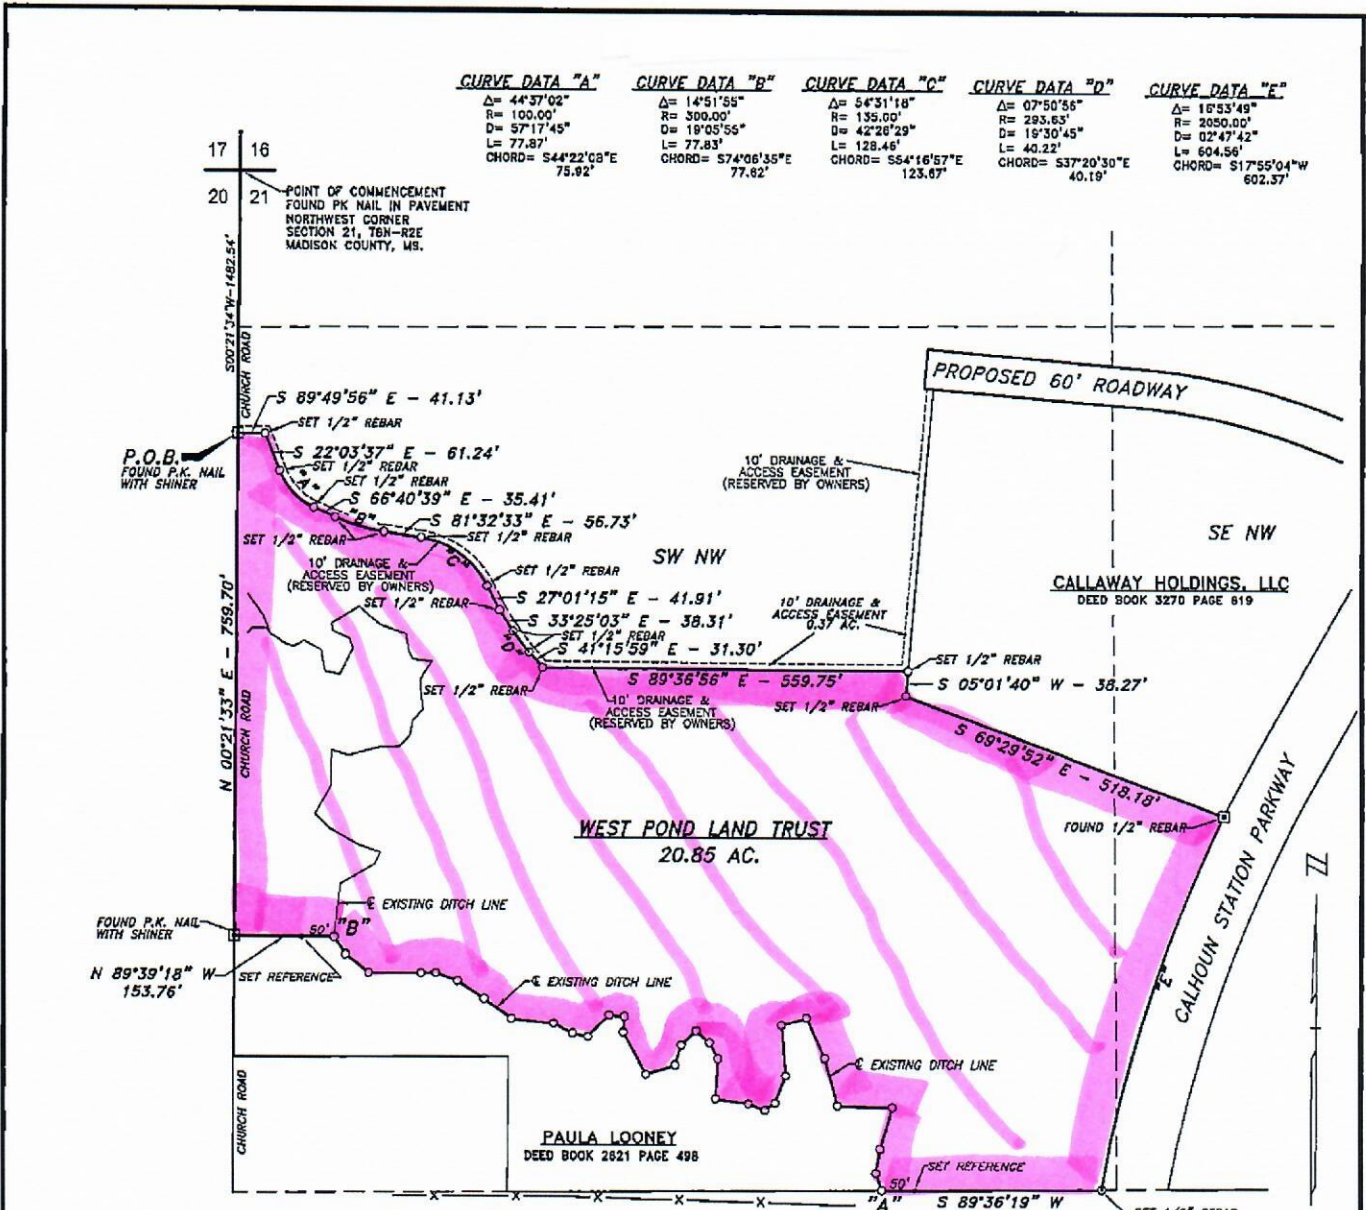 CURVE DATA "A"
Δ= 44°37'02"
R= 100.00'
D= 57°17'45"
L= 77.87'
CHORD= S44°22'08"E
75.92'
CURVE DATA "B"
Δ= 14°51'55"
R= 300.00'
D= 19°05'55"
L= 77.83'
CHORD= S74°06'35"E
77.62'
CURVE DATA "C"
Δ= 54°31'18"
R= 135.00'
D= 42°26'29"
L= 128.46'
CHORD= S54°16'57"E
123.67'
CURVE DATA "D"
Δ= 07°50'56"
R= 293.63'
D= 19°30'45"
L= 40.22'
CHORD= S37°20'30"E
40.19'
CURVE DATA "E"
Δ= 16°53'49"
R= 2050.00'
D= 02°47'42"
L= 604.56'
CHORD= S17°55'04"W
602.37'
17 16
20 21
POINT OF COMMENCEMENT
FOUND PK NAIL IN PAVEMENT
NORTHWEST CORNER
SECTION 21, T8N-R2E
MADISON COUNTY, MS.
S00°21'34"W-1482.54'
CHURCH ROAD
PROPOSED 60' ROADWAY
S 89°49'56" E - 41.13'
SET 1/2" REBAR
P.O.B.
FOUND P.K. NAIL
WITH SHINER
S 22°03'37" E - 61.24'
SET 1/2" REBAR
"A"
SET 1/2" REBAR
S 66°40'39" E - 35.41'
"B"
S 81°32'33" E - 56.73'
SET 1/2" REBAR
SET 1/2" REBAR
10' DRAINAGE &
ACCESS EASEMENT
(RESERVED BY OWNERS)
10' DRAINAGE &
ACCESS EASEMENT
(RESERVED BY OWNERS)
"C"
SW NW
SE NW
SET 1/2" REBAR
CALLAWAY HOLDINGS, LLC
DEED BOOK 3270 PAGE 619
SET 1/2" REBAR
S 27°01'15" E - 41.91'
10' DRAINAGE &
ACCESS EASEMENT
0.37 AC.
S 33°25'03" E - 38.31'
SET 1/2" REBAR
"D"
S 41°15'59" E - 31.30'
SET 1/2" REBAR
S 89°36'56" E - 559.75'
SET 1/2" REBAR
S 05°01'40" W - 38.27'
SET 1/2" REBAR
10' DRAINAGE &
ACCESS EASEMENT
(RESERVED BY OWNERS)
N 00°21'33" E - 759.70'
CHURCH ROAD
S 69°29'52" E - 518.18'
FOUND 1/2" REBAR
WEST POND LAND TRUST
20.85 AC.
CALHOUN STATION PARKWAY
"E"
FOUND P.K. NAIL
WITH SHINER
℄ EXISTING DITCH LINE
50' "B"
N 89°39'18" W
153.76'
SET REFERENCE
℄ EXISTING DITCH LINE
℄ EXISTING DITCH LINE
CHURCH ROAD
PAULA LOONEY
DEED BOOK 2621 PAGE 498
SET REFERENCE
50'
"A"
S 89°36'19" W